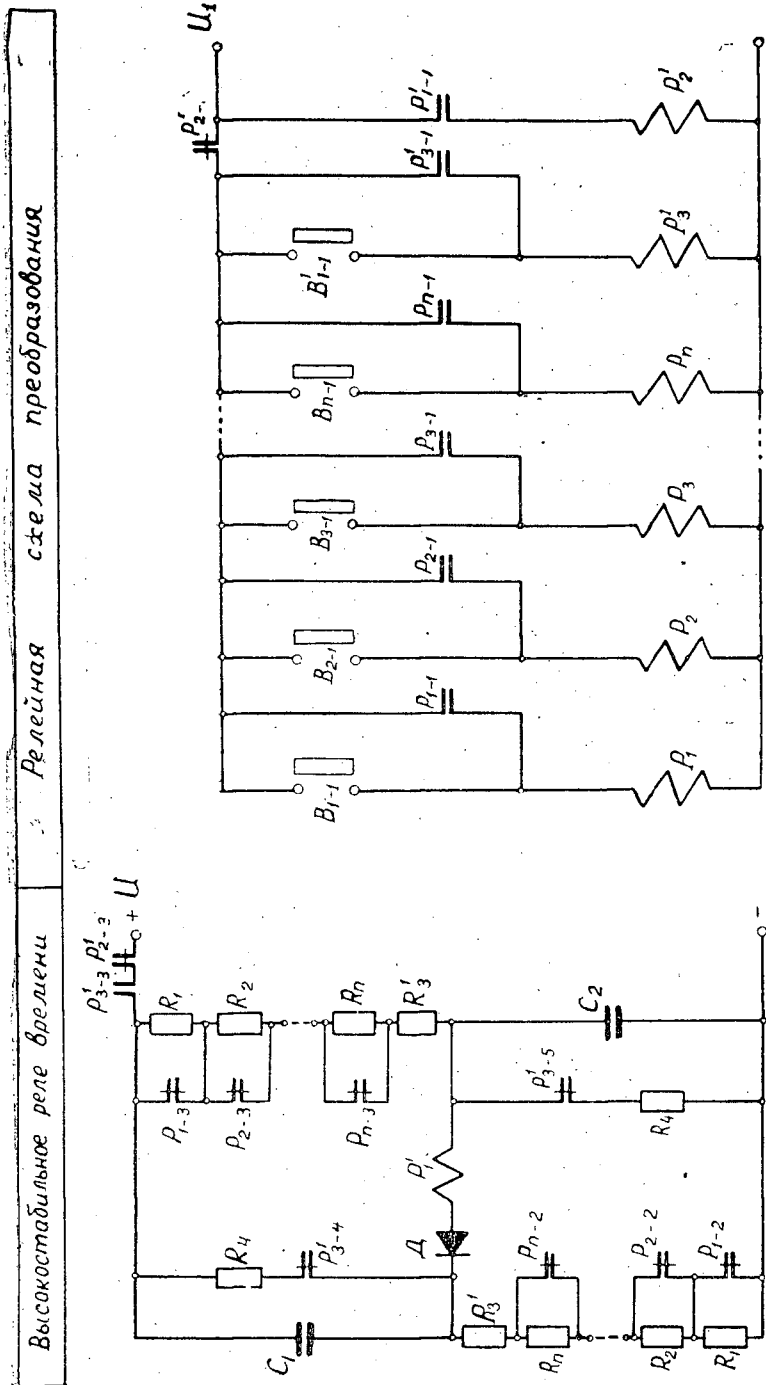 Высокостабильное реле времени
Релейная схема преобразования
P'3-3 P'2-3
+ U
R1
P1-3
R2
P2-3
Rn
Pn-3
R'3
R4
P'3-4
C1
Д
P'1
P'3-5
C2
R4
R'3
Rn
Pn-2
R2
P2-2
R1
P1-2
-
U1
P'2-
B1-1
P1-1
B2-1
P2-1
B3-1
P3-1
Bn-1
Pn-1
B'1-1
P'3-1
P'1-1
P1
P2
P3
Pn
P'3
P'2